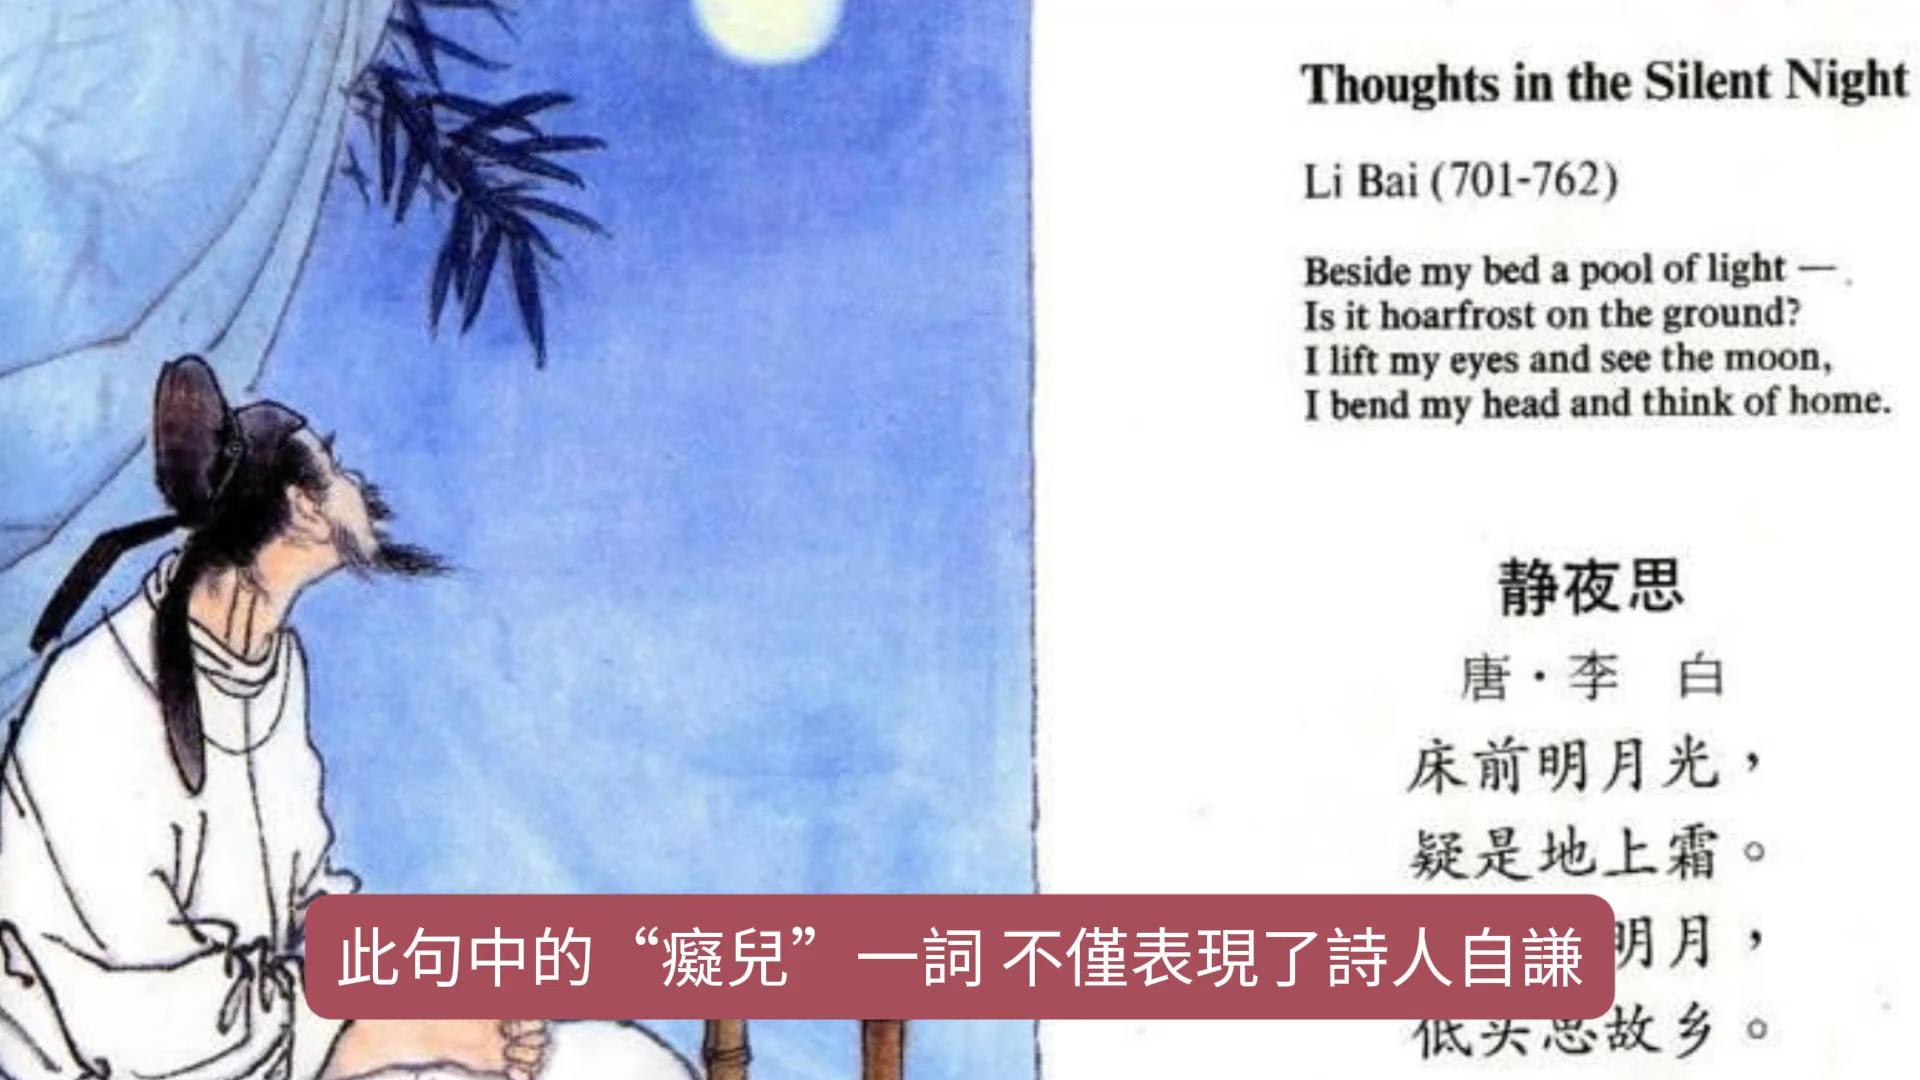 Thoughts in the Silent Night
Li Bai (701-762)
Beside my bed a pool of light —
Is it hoarfrost on the ground?
I lift my eyes and see the moon,
I bend my head and think of home.
静夜思
唐·李 白
床前明月光，
疑是地上霜。
明月，
低头思故乡。
此句中的“癡兒”一詞 不僅表現了詩人自謙